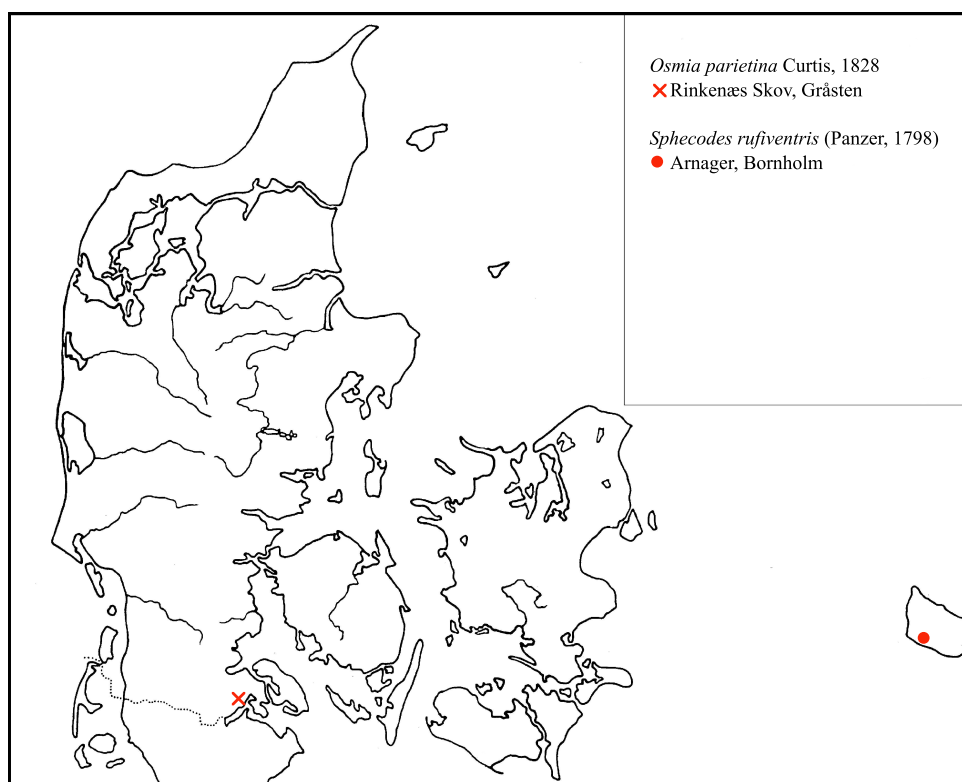 Osmia parietina Curtis, 1828
Rinkenæs Skov, Gråsten
Sphecodes rufiventris (Panzer, 1798)
Arnager, Bornholm